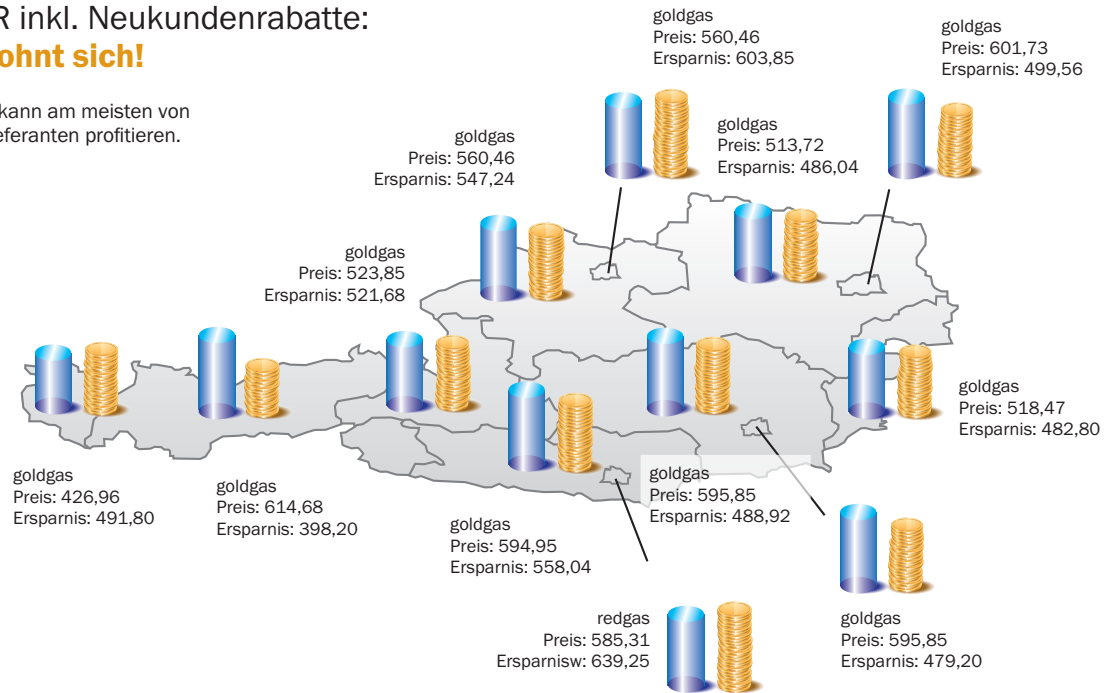 R inkl. Neukundenrabatte:
ohnt sich!
kann am meisten von
eferanten profitieren.
goldgas
Preis: 560,46
Ersparnis: 603,85
goldgas
Preis: 601,73
Ersparnis: 499,56
goldgas
Preis: 513,72
Ersparnis: 486,04
goldgas
Preis: 560,46
Ersparnis: 547,24
goldgas
Preis: 523,85
Ersparnis: 521,68
goldgas
Preis: 518,47
Ersparnis: 482,80
goldgas
Preis: 426,96
Ersparnis: 491,80
goldgas
Preis: 614,68
Ersparnis: 398,20
goldgas
Preis: 594,95
Ersparnis: 558,04
goldgas
Preis: 595,85
Ersparnis: 488,92
redgas
Preis: 585,31
Ersparnisw: 639,25
goldgas
Preis: 595,85
Ersparnis: 479,20